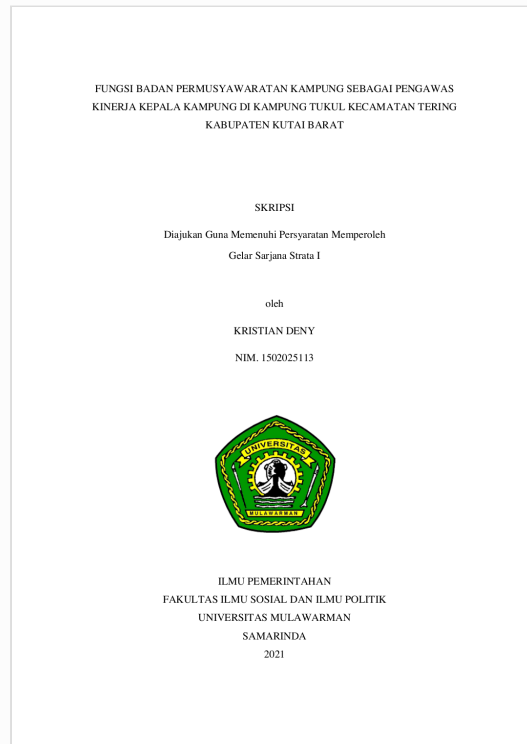 FUNGSI BADAN PERMUSYAWARATAN KAMPUNG SEBAGAI PENGAWAS
KINERJA KEPALA KAMPUNG DI KAMPUNG TUKUL KECAMATAN TERING
KABUPATEN KUTAI BARAT
SKRIPSI
Diajukan Guna Memenuhi Persyaratan Memperoleh
Gelar Sarjana Strata I
oleh
KRISTIAN DENY
NIM. 1502025113
UNIVERSITAS
MULAWARMAN
ILMU PEMERINTAHAN
FAKULTAS ILMU SOSIAL DAN ILMU POLITIK
UNIVERSITAS MULAWARMAN
SAMARINDA
2021